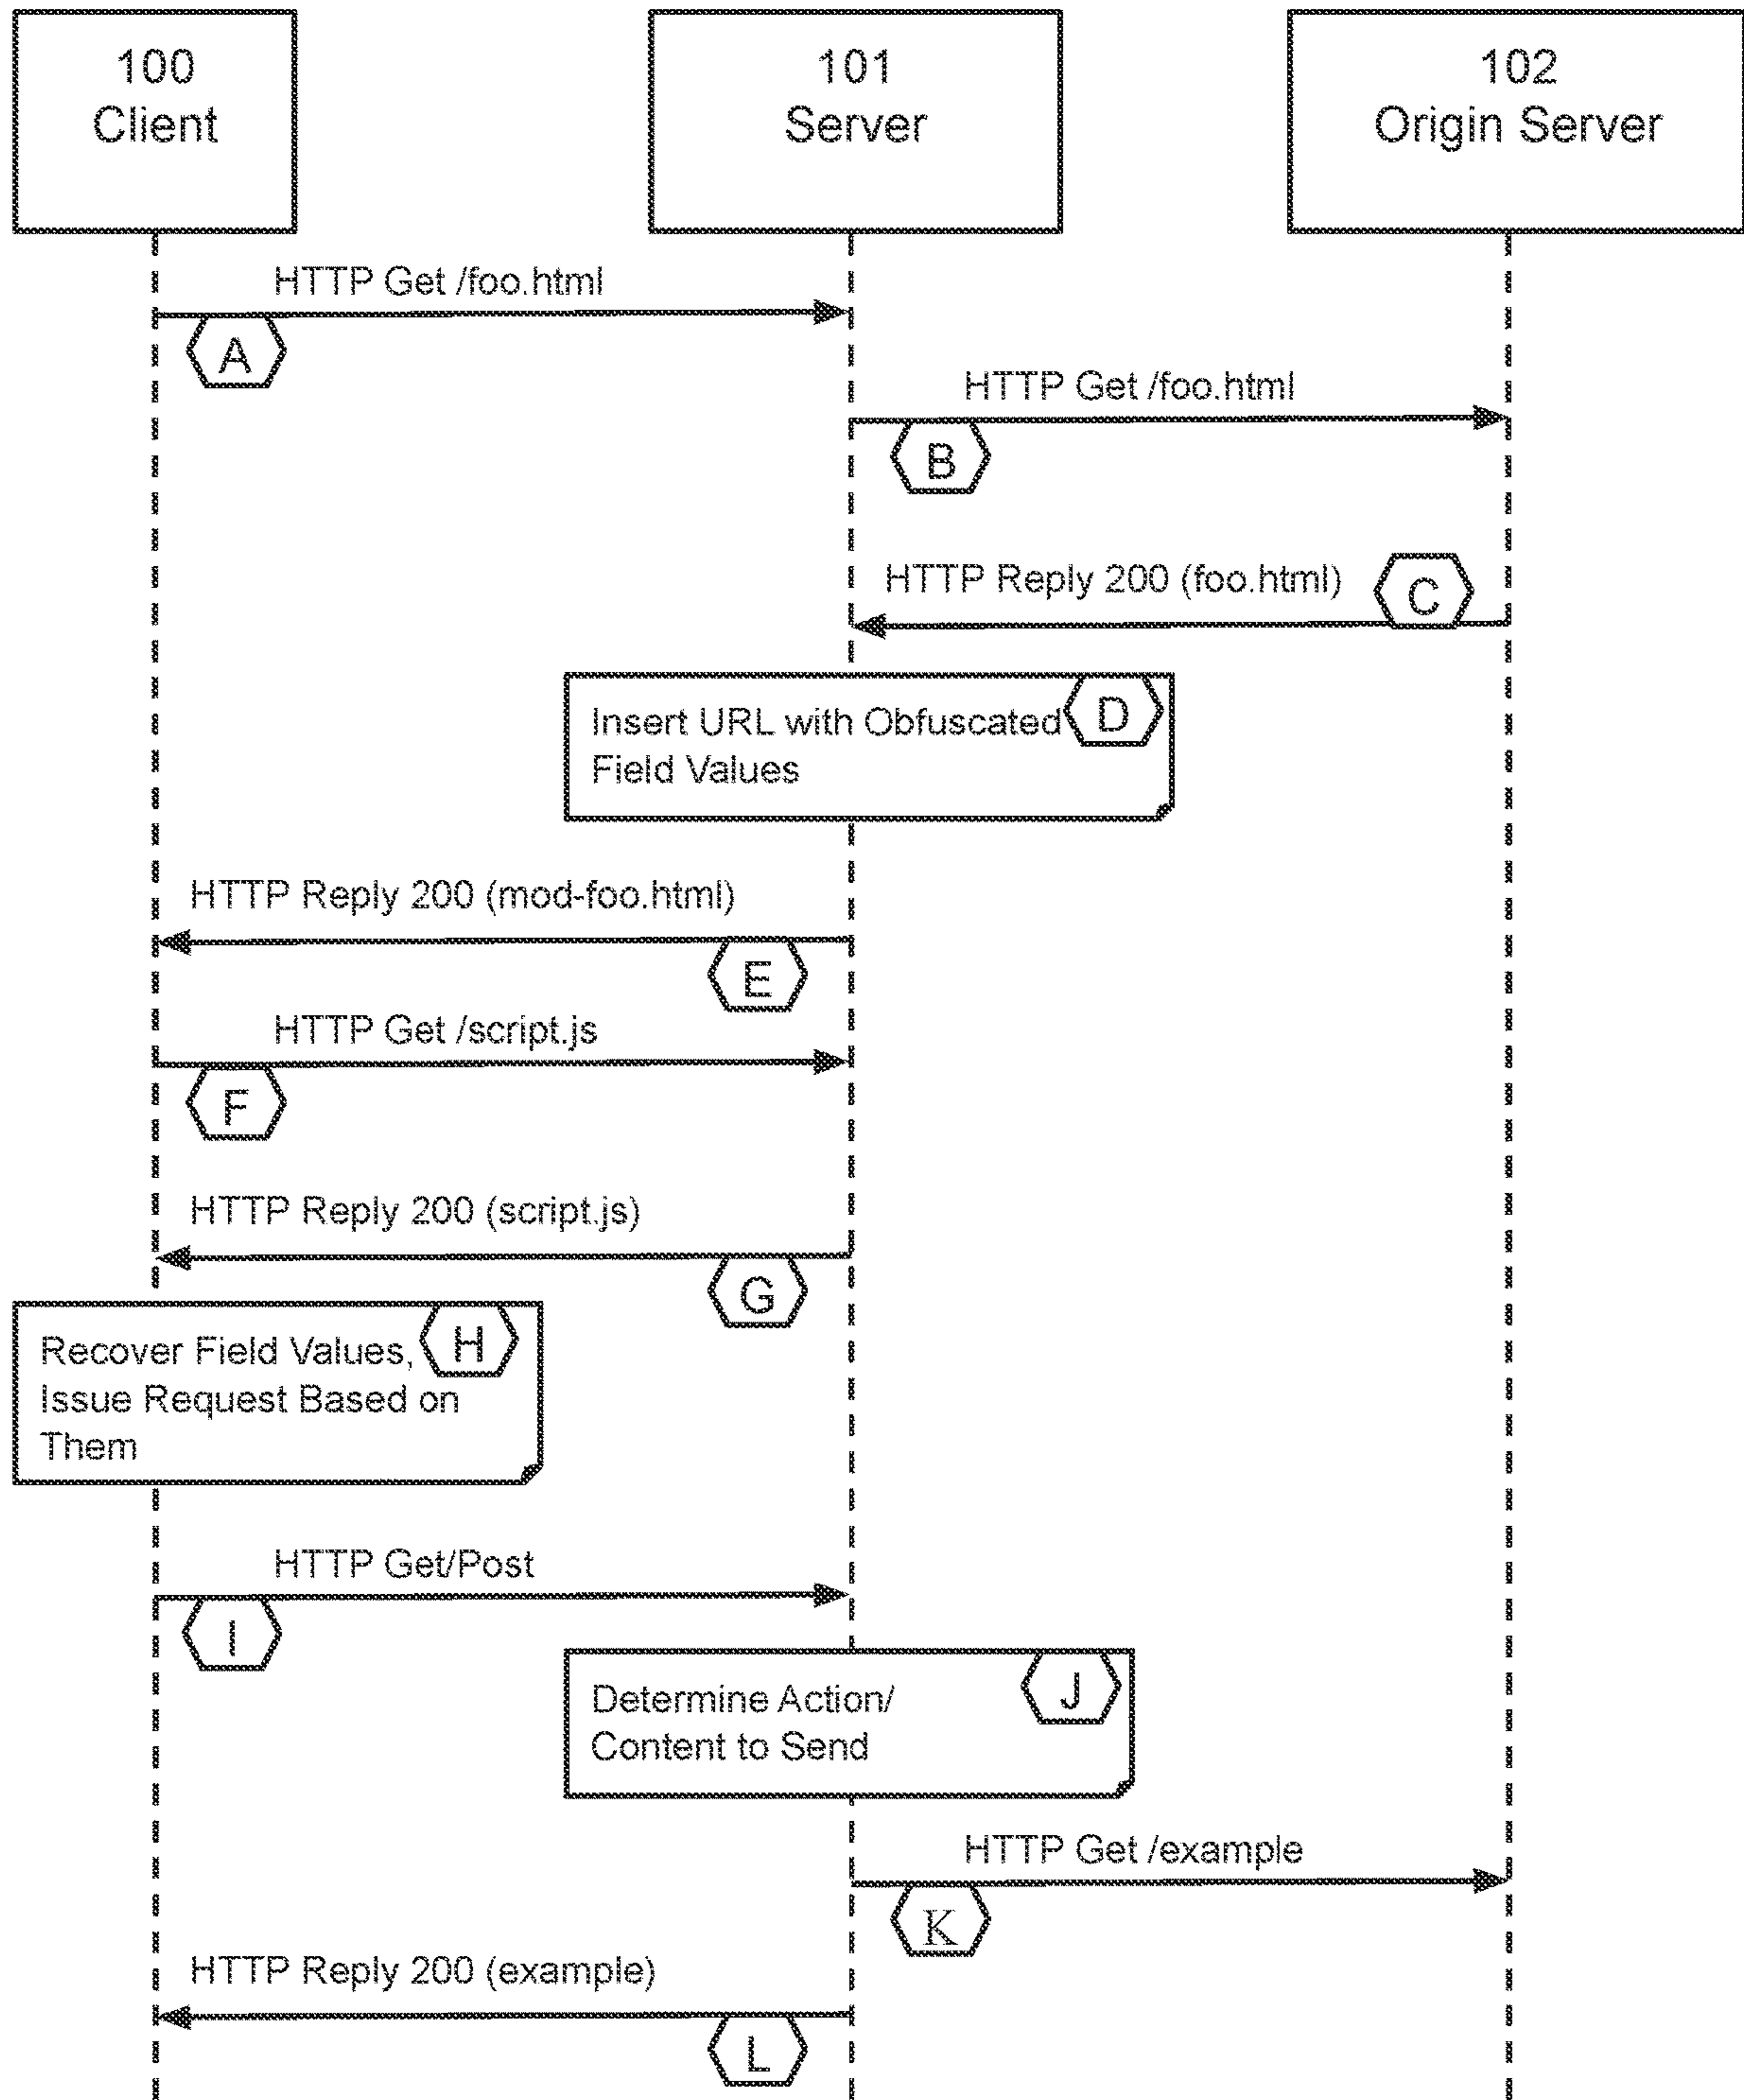 100
Client
101
Server
102
Origin Server
HTTP Get /foo.html
A
HTTP Get /foo.html
B
HTTP Reply 200 (foo.html)
C
Insert URL with Obfuscated
D
Field Values
HTTP Reply 200 (mod-foo.html)
E
HTTP Get /script.js
F
HTTP Reply 200 (script.js)
G
Recover Field Values,
H
Issue Request Based on
Them
HTTP Get/Post
I
Determine Action/
J
Content to Send
HTTP Get /example
K
HTTP Reply 200 (example)
L